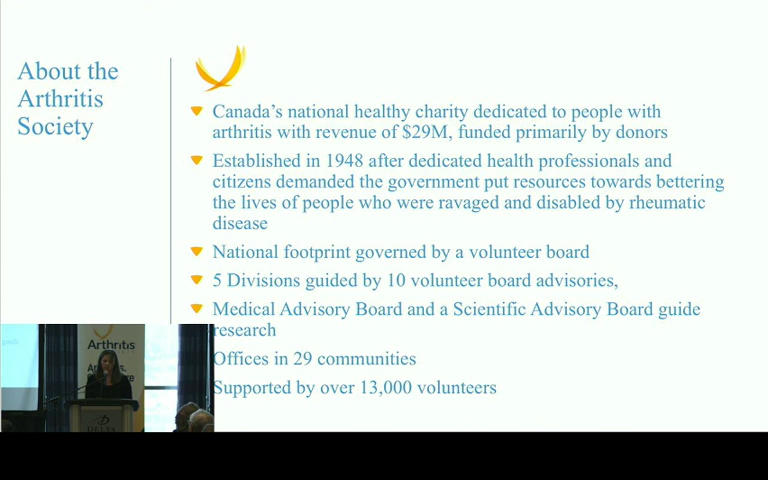 About the
Arthritis
Society
Canada's national healthy charity dedicated to people with
arthritis with revenue of $29M, funded primarily by donors
Established in 1948 after dedicated health professionals and
citizens demanded the government put resources towards bettering
the lives of people who were ravaged and disabled by rheumatic
disease
National footprint governed by a volunteer board
5 Divisions guided by 10 volunteer board advisories,
Medical Advisory Board and a Scientific Advisory Board guide
research
Offices in 29 communities
Supported by over 13,000 volunteers
Arthritis
DELTA